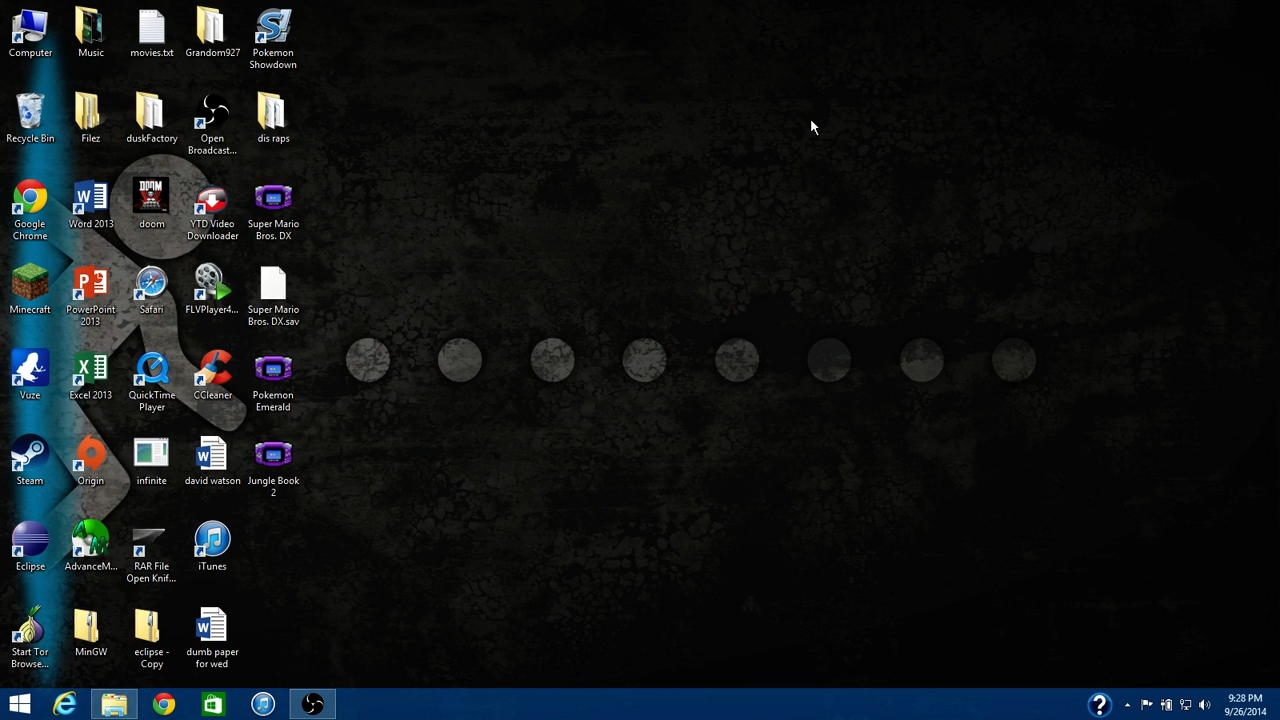 Computer
Music
movies.txt
Grandom927
Pokemon
Showdown
Recycle Bin
Filez
duskFactory
Open
Broadcast...
dis raps
Google
Chrome
Word 2013
DOOM
doom
YTD Video
Downloader
Super Mario
Bros. DX
Minecraft
PowerPoint
2013
Safari
FLVPlayer4...
Super Mario
Bros. DX.sav
Vuze
Excel 2013
QuickTime
Player
CCleaner
Pokemon
Emerald
Steam
Origin
infinite
david watson
Jungle Book
2
Eclipse
AdvanceM...
RAR File
Open Knif...
iTunes
Start Tor
Browse...
MinGW
eclipse -
Copy
dumb paper
for wed
9:28 PM
9/26/2014